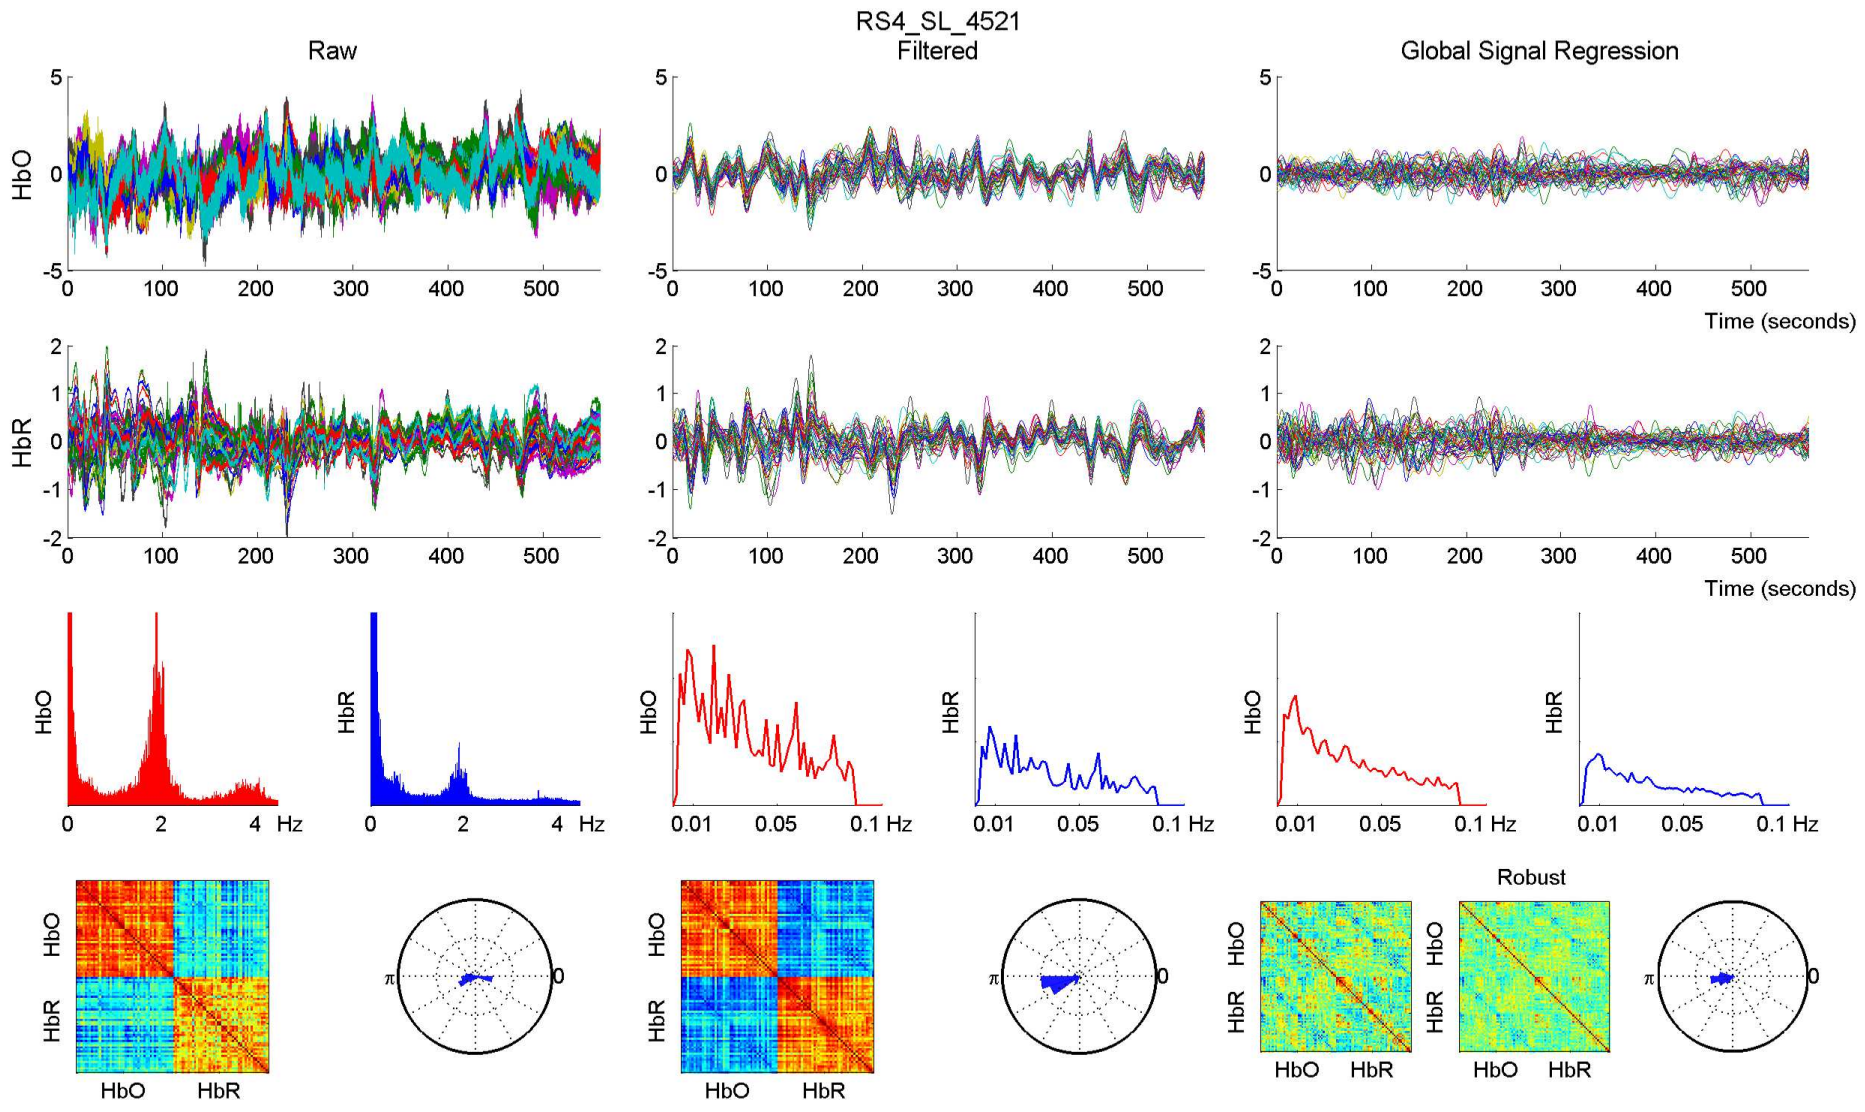 RS4_SL_4521
Raw
Filtered
Global Signal Regression
HbO
5
0
-5
0 100 200 300 400 500
5
0
-5
0 100 200 300 400 500
5
0
-5
0 100 200 300 400 500
Time (seconds)
HbR
2
1
0
-1
-2
0 100 200 300 400 500
2
1
0
-1
-2
0 100 200 300 400 500
2
1
0
-1
-2
0 100 200 300 400 500
Time (seconds)
HbO
0 2 4 Hz
HbR
0 2 4 Hz
HbO
0.01 0.05 0.1 Hz
HbR
0.01 0.05 0.1 Hz
HbO
0.01 0.05 0.1 Hz
HbR
0.01 0.05 0.1 Hz
HbO
HbR
HbO HbR
π 0
HbO
HbR
HbO HbR
π 0
HbO
HbR
HbO HbR
Robust
HbO
HbR
HbO HbR
π 0